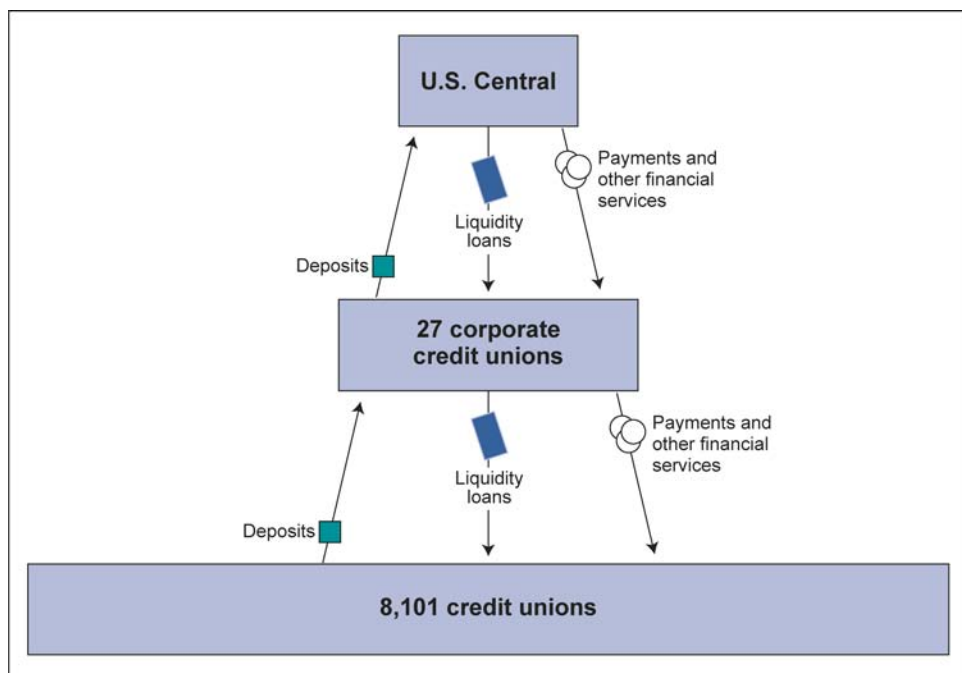 U.S. Central
Payments and
other financial
services
Liquidity
loans
Deposits
27 corporate
credit unions
Payments and
other financial
services
Liquidity
loans
Deposits
8,101 credit unions